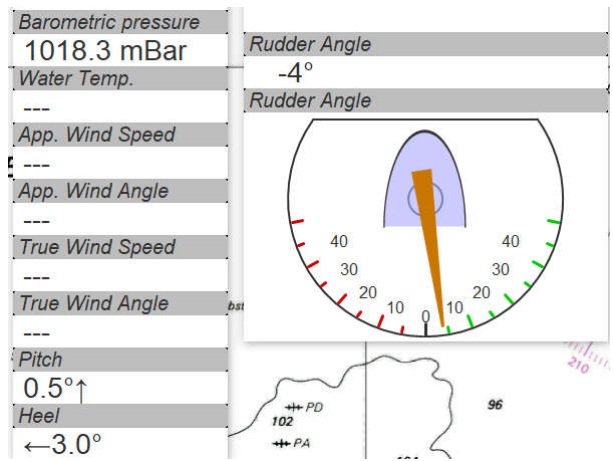 Barometric pressure
1018.3 mBar
Water Temp.
---
App. Wind Speed
---
App. Wind Angle
---
True Wind Speed
---
True Wind Angle
---
Pitch
0.5°↑
Heel
←3.0°
Rudder Angle
-4°
Rudder Angle
40 40
30 30
20 20
10 0 10
bst
210
PD
102
PA
96